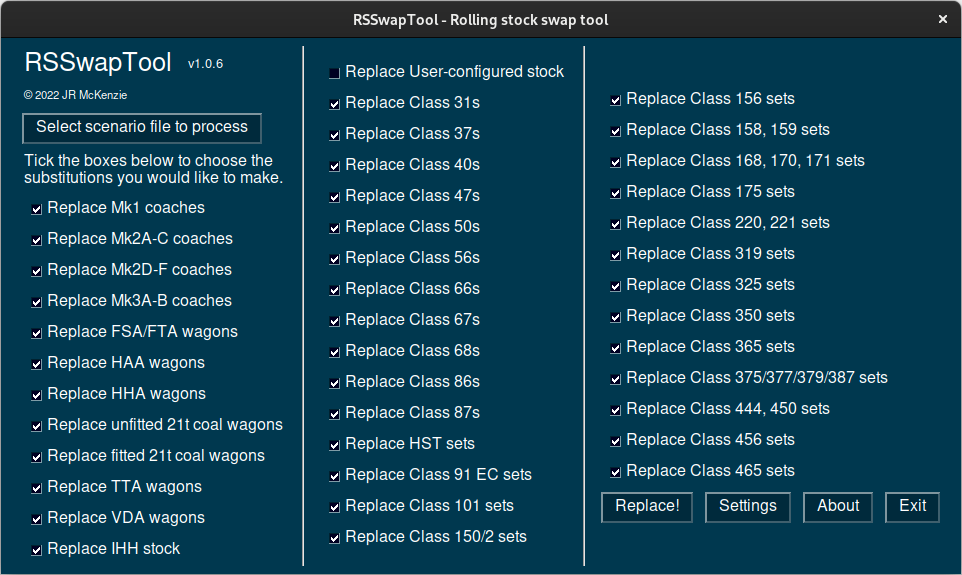 RSSwapTool - Rolling stock swap tool
RSSwapTool v1.0.6
© 2022 JR McKenzie
Select scenario file to process
Tick the boxes below to choose the
substitutions you would like to make.
Replace Mk1 coaches
Replace Mk2A-C coaches
Replace Mk2D-F coaches
Replace Mk3A-B coaches
Replace FSA/FTA wagons
Replace HAA wagons
Replace HHA wagons
Replace unfitted 21t coal wagons
Replace fitted 21t coal wagons
Replace TTA wagons
Replace VDA wagons
Replace IHH stock
Replace User-configured stock
Replace Class 31s
Replace Class 37s
Replace Class 40s
Replace Class 47s
Replace Class 50s
Replace Class 56s
Replace Class 66s
Replace Class 67s
Replace Class 68s
Replace Class 86s
Replace Class 87s
Replace HST sets
Replace Class 91 EC sets
Replace Class 101 sets
Replace Class 150/2 sets
Replace Class 156 sets
Replace Class 158, 159 sets
Replace Class 168, 170, 171 sets
Replace Class 175 sets
Replace Class 220, 221 sets
Replace Class 319 sets
Replace Class 325 sets
Replace Class 350 sets
Replace Class 365 sets
Replace Class 375/377/379/387 sets
Replace Class 444, 450 sets
Replace Class 456 sets
Replace Class 465 sets
Replace! Settings About Exit